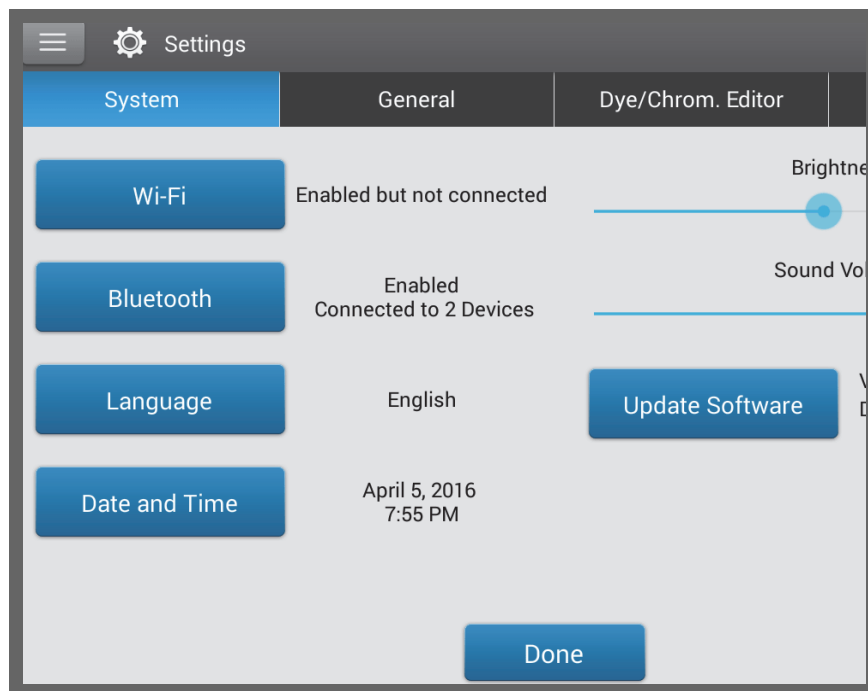 Settings
System
General
Dye/Chrom. Editor
Wi-Fi
Enabled but not connected
Bluetooth
Enabled
Connected to 2 Devices
Sound
Language
English
Update Software
Date and Time
April 5, 2016
7:55 PM
Done